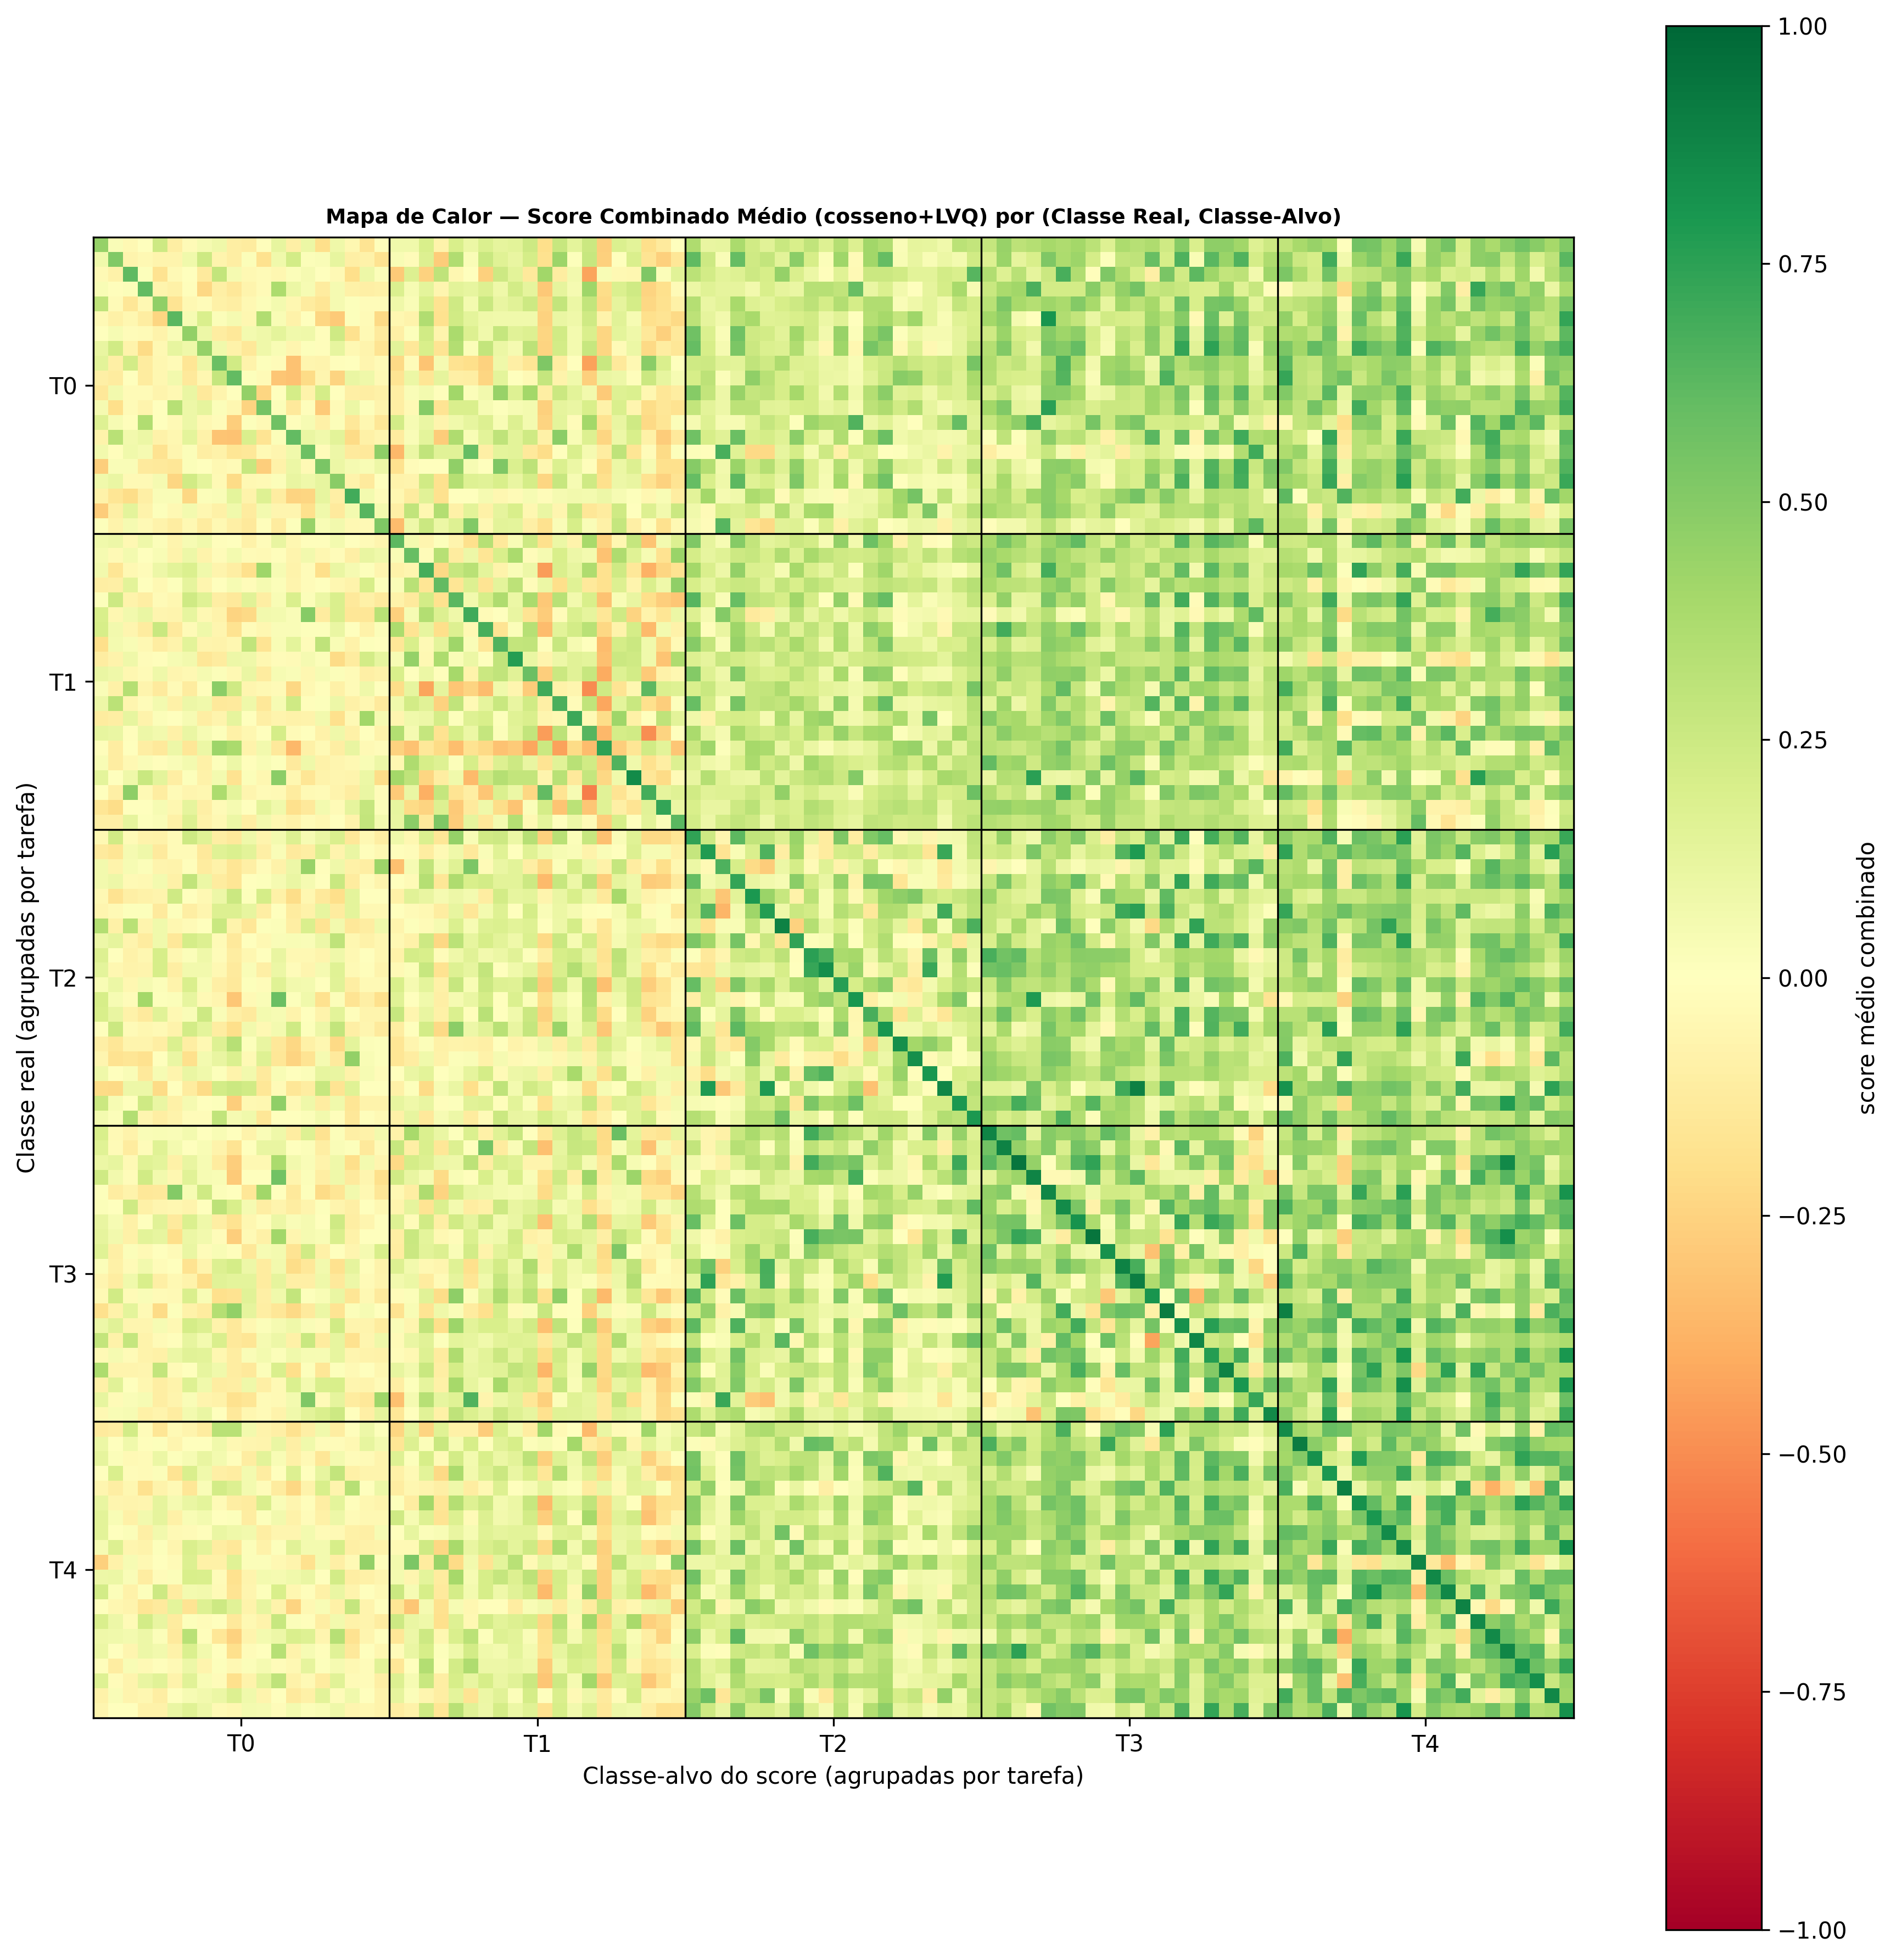 Mapa de Calor — Score Combinado Médio (cosseno+LVQ) por (Classe Real, Classe-Alvo)
Classe real (agrupadas por tarefa)
T0
T1
T2
T3
T4
T0 T1 T2 T3 T4
Classe-alvo do score (agrupadas por tarefa)
1.00
0.75
0.50
0.25
0.00
−0.25
−0.50
−0.75
−1.00
score médio combinado